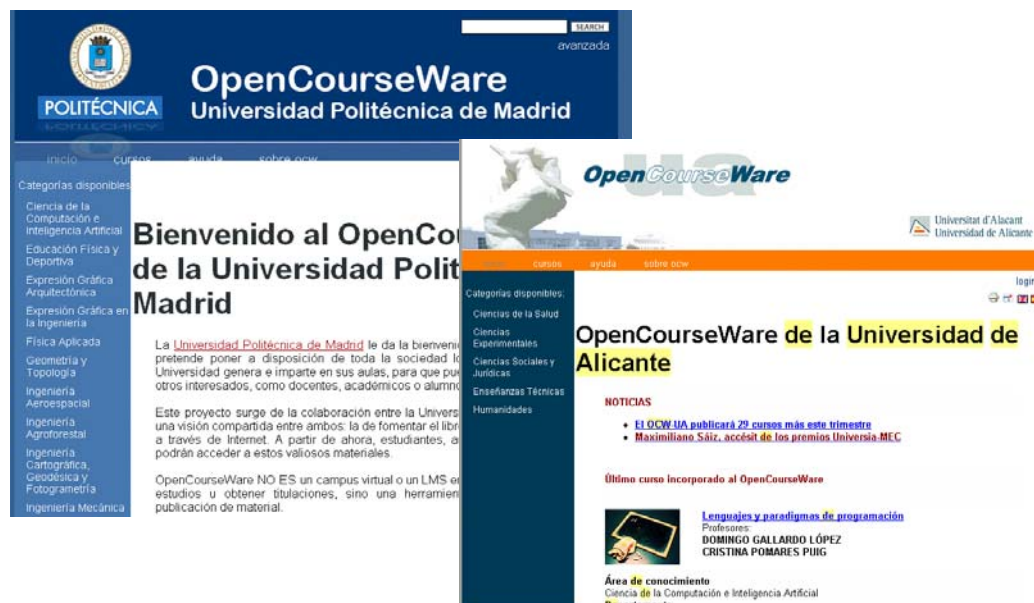 SEARCH
avanzada
OpenCourseWare
Universidad Politécnica de Madrid
POLITÉCNICA
inicio cursos ayuda sobre ocw
Categorías disponibles
Ciencia de la
Computación e
Inteligencia Artificial
Educación Física y
Deportiva
Expresión Gráfica
Arquitectónica
Expresión Gráfica en
la Ingeniería
Física Aplicada
Geometría y
Topología
Ingeniería
Aeroespacial
Ingeniería
Agroforestal
Ingeniería
Cartográfica,
Geodésica y
Fotogrametría
Ingeniería Mecánica
Bienvenido al OpenCo
de la Universidad Polit
Madrid
La Universidad Politécnica de Madrid le da la bienveni
pretende poner a disposición de toda la sociedad lo
Universidad genera e imparte en sus aulas, para que pue
otros interesados, como docentes, académicos o alumno
Este proyecto surge de la colaboración entre la Univers
una visión compartida entre ambos: la de fomentar el libr
a través de Internet. A partir de ahora, estudiantes, a
podrán acceder a estos valiosos materiales.
OpenCourseWare NO ES un campus virtual o un LMS en
estudios u obtener titulaciones, sino una herramien
publicación de material.
ua
OpenCourseWare
Universitat d'Alacant
Universidad de Alicante
cursos ayuda sobre ocw
login
Categorías disponibles:
Ciencias de la Salud
Ciencias
Experimentales
Ciencias Sociales y
Jurídicas
Enseñanzas Técnicas
Humanidades
OpenCourseWare de la Universidad de
Alicante
NOTICIAS
El OCW-UA publicará 29 cursos más este trimestre
Maximiliano Sáiz, accésit de los premios Universia-MEC
Último curso incorporado al OpenCourseWare
Lenguajes y paradigmas de programación
Profesores:
DOMINGO GALLARDO LÓPEZ
CRISTINA POMARES PUIG
Área de conocimiento
Ciencia de la Computación e Inteligencia Artificial